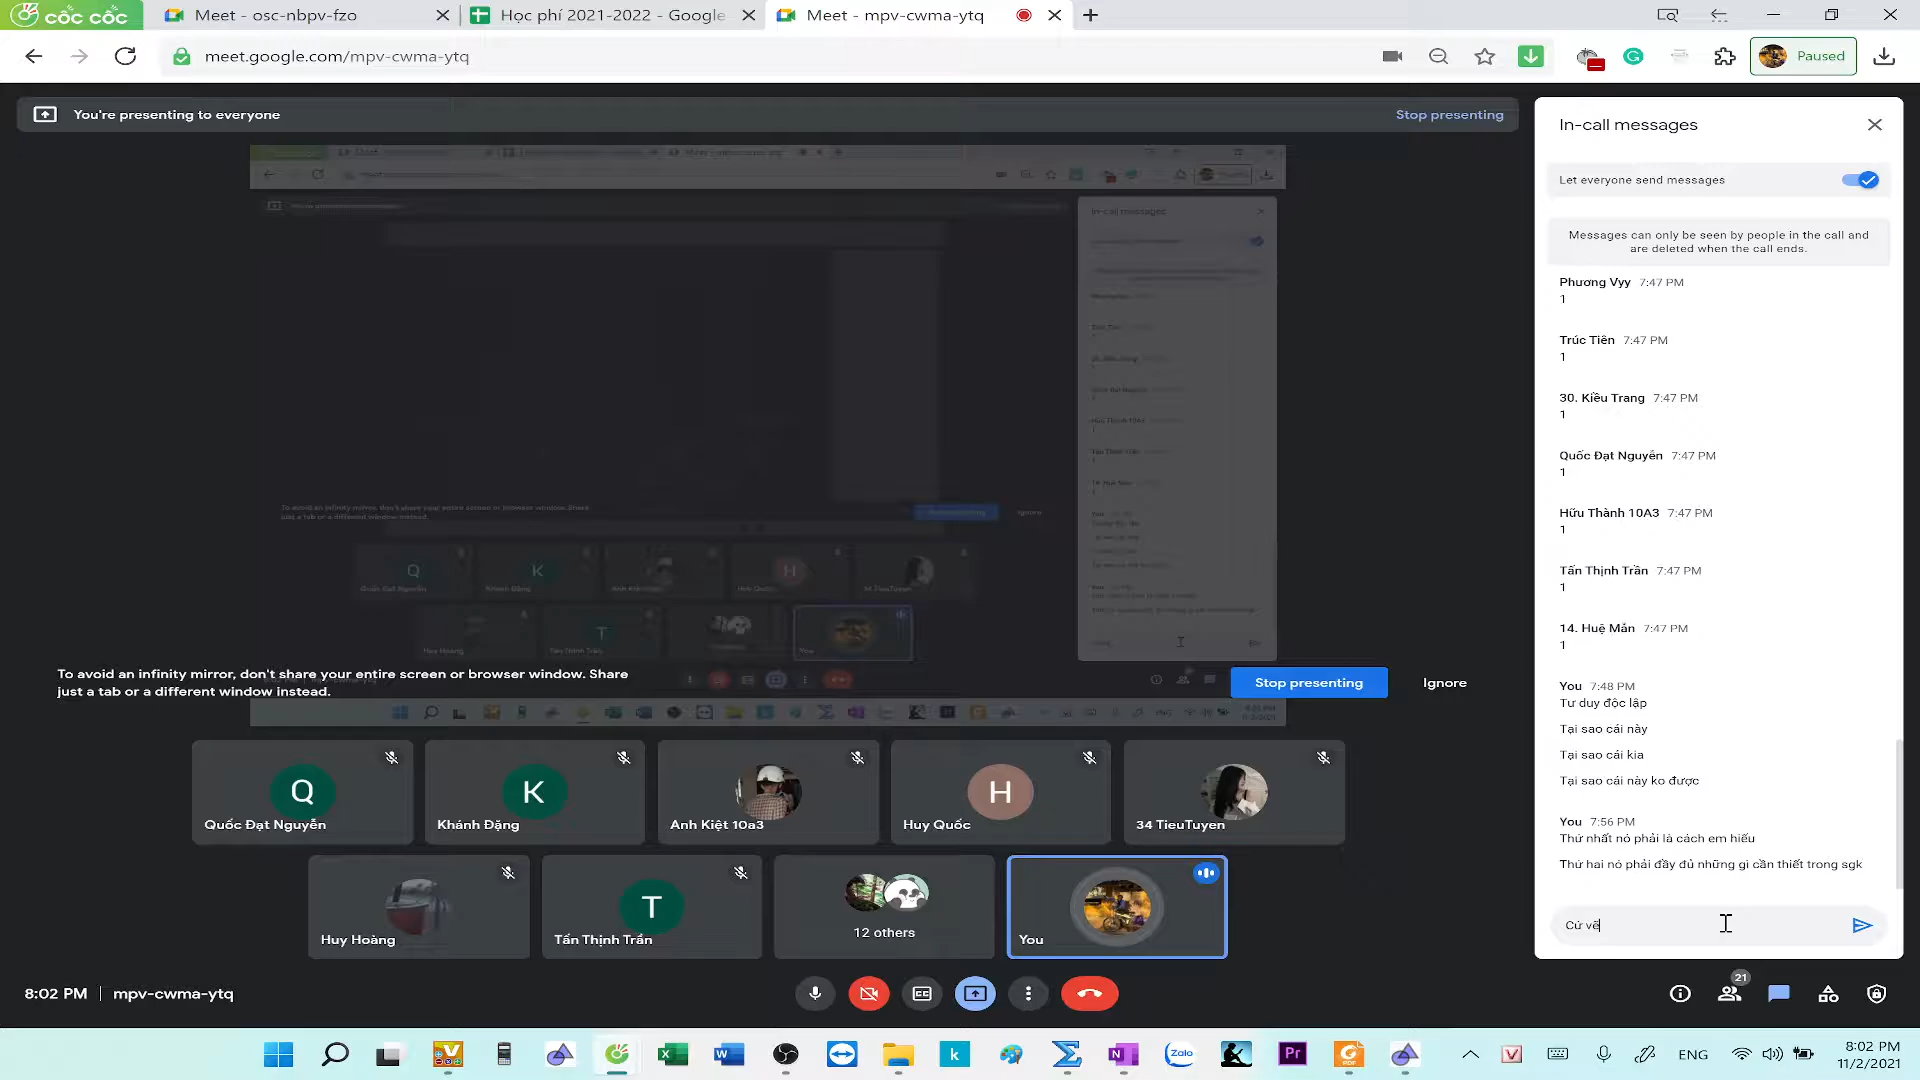 cốc cốc
Meet - osc-nbpv-fzo
Học phí 2021-2022 - Google
Meet - mpv-cwma-ytq
meet.google.com/mpv-cwma-ytq
Paused
You're presenting to everyone
Stop presenting
In-call messages
Let everyone send messages
Messages can only be seen by people in the call and
are deleted when the call ends.
Phương Vyy 7:47 PM
1
Trúc Tiên 7:47 PM
1
30. Kiều Trang 7:47 PM
1
Quốc Đạt Nguyễn 7:47 PM
1
Hữu Thành 10A3 7:47 PM
1
Tấn Thịnh Trần 7:47 PM
1
14. Huệ Mẫn 7:47 PM
1
You 7:48 PM
Tư duy độc lập
Tại sao cái này
Tại sao cái kia
Tại sao cái này ko được
You 7:56 PM
Thứ nhất nó phải là cách em hiểu
Thứ hai nó phải đầy đủ những gì cần thiết trong sgk
Cứ vẽ
To avoid an infinity mirror, don't share your entire screen or browser window. Share
just a tab or a different window instead.
Stop presenting
Ignore
Quốc Đạt Nguyễn
Khánh Đặng
Anh Kiệt 10a3
Huy Quốc
34 TieuTuyen
Huy Hoàng
Tấn Thịnh Trần
12 others
You
Q
K
H
T
8:02 PM | mpv-cwma-ytq
21
Zalo
Pr
ENG
8:02 PM
11/2/2021